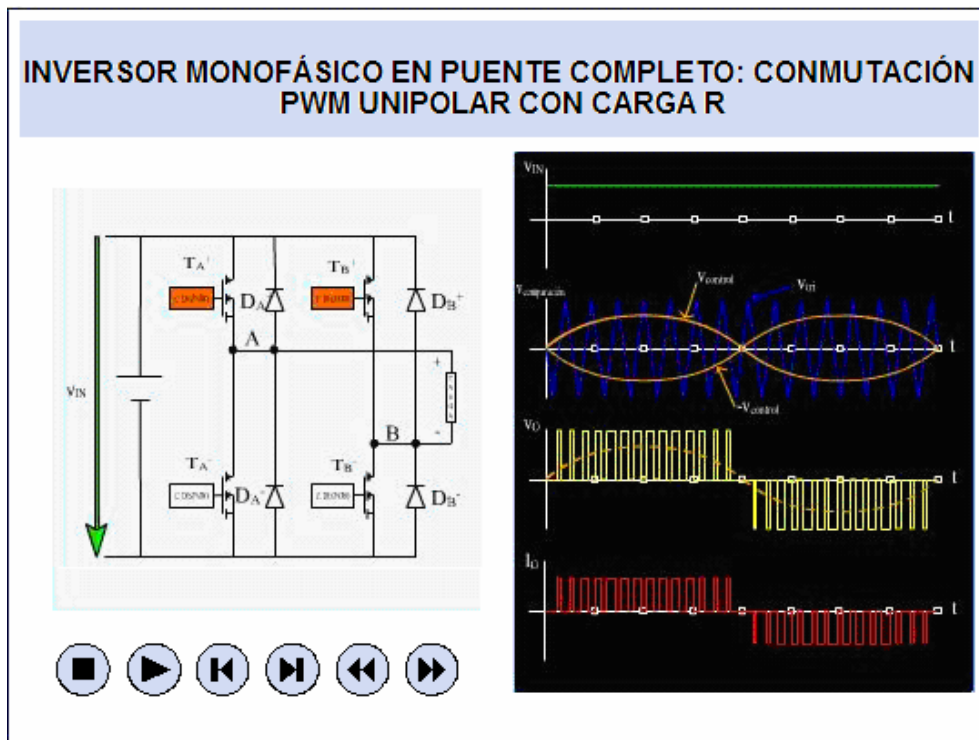 INVERSOR MONOFÁSICO EN PUENTE COMPLETO: CONMUTACIÓN
PWM UNIPOLAR CON CARGA R
VIN
TA+
TB+
DA
DB+
A
+
-
B
VIN
TA-
TB-
DA-
DB-
t
Vcontrol
Vtri
Vcomparación
t
-Vcontrol
VO
t
IO
t